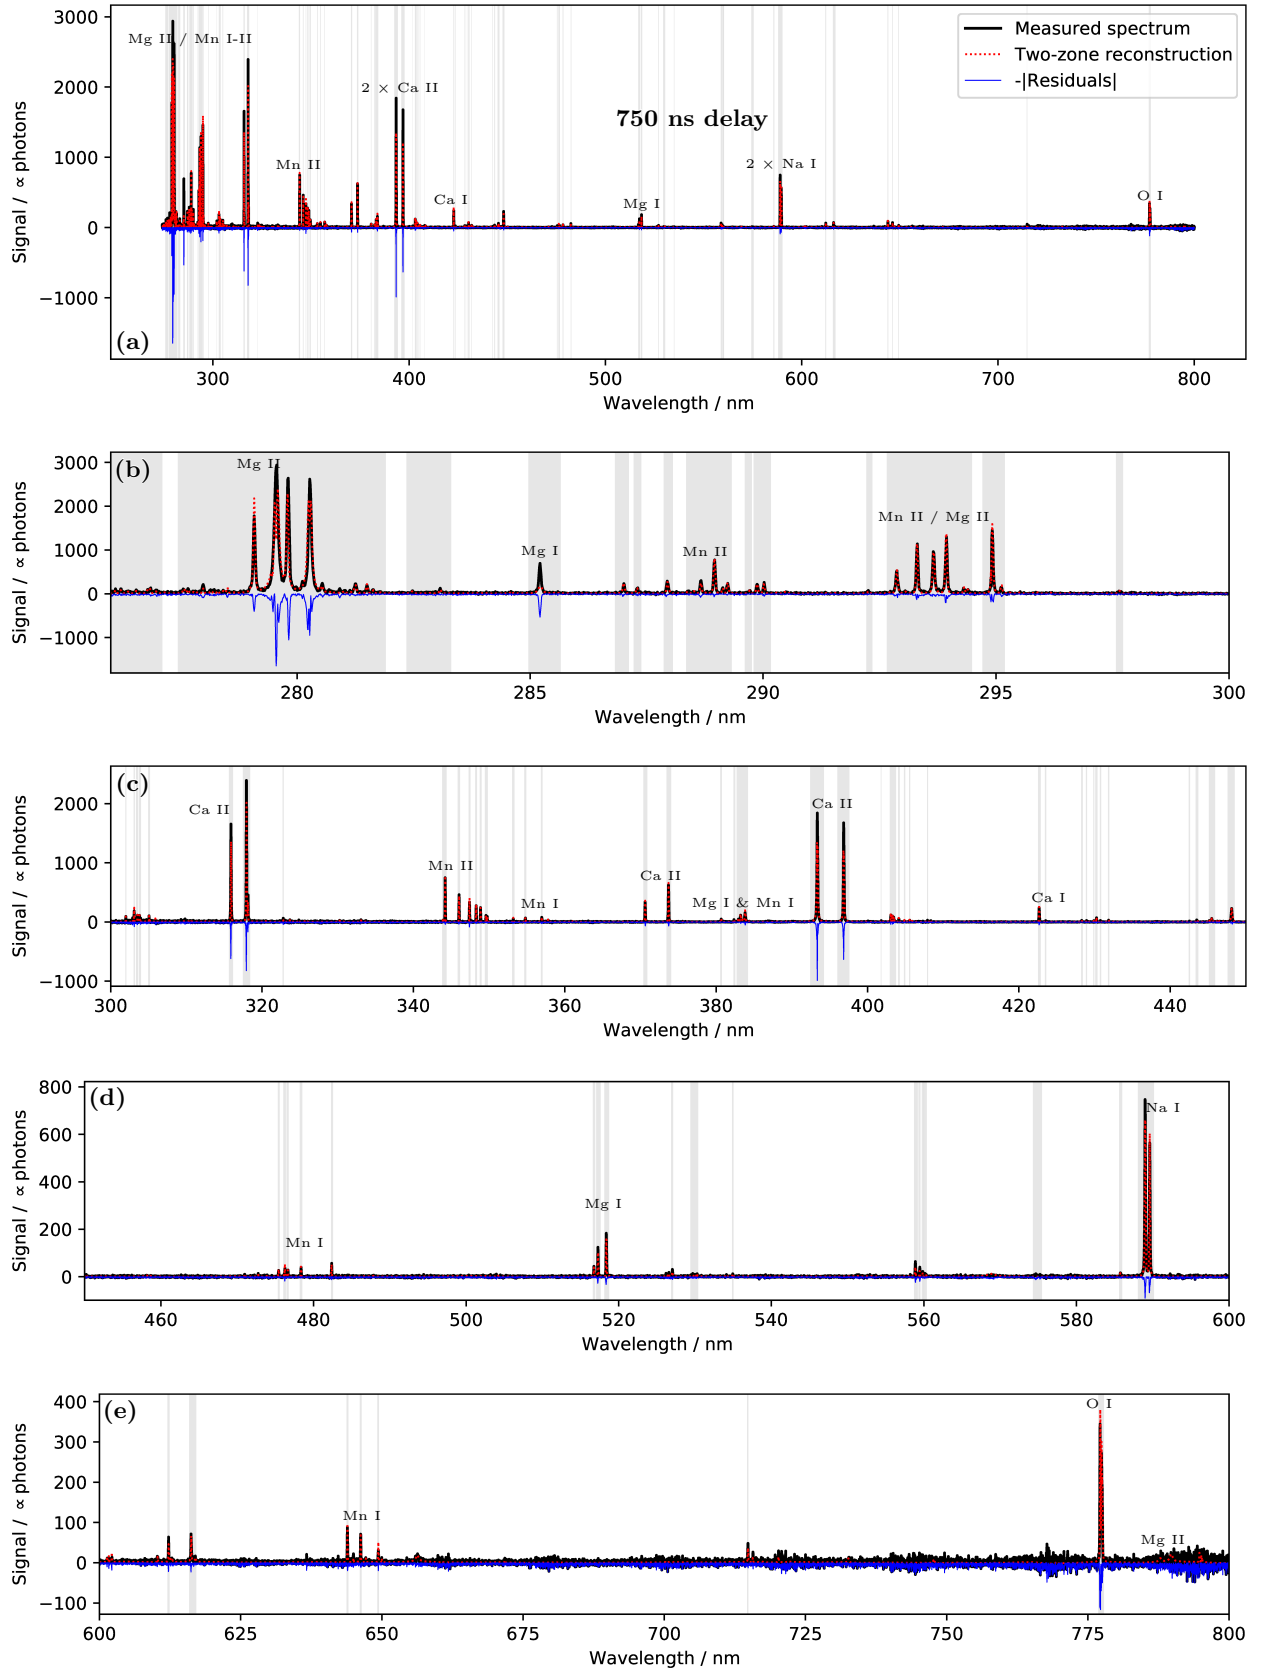 3000
2000
1000
0
−1000
Signal / ∝ photons
Mg II / Mn I-II
2 × Ca II
Mn II
Ca I
750 ns delay
Mg I
2 × Na I
O I
Measured spectrum
Two-zone reconstruction
-|Residuals|
(a)
300 400 500 600 700 800
Wavelength / nm
(b)
3000
2000
1000
0
−1000
Signal / ∝ photons
Mg II
Mg I
Mn II
Mn II / Mg II
280 285 290 295 300
Wavelength / nm
(c)
2000
1000
0
−1000
Signal / ∝ photons
Ca II
Mn II
Mn I
Ca II
Mg I & Mn I
Ca II
Ca I
300 320 340 360 380 400 420 440
Wavelength / nm
(d)
800
600
400
200
0
Signal / ∝ photons
Mn I
Mg I
Na I
460 480 500 520 540 560 580 600
Wavelength / nm
(e)
400
300
200
100
0
−100
Signal / ∝ photons
Mn I
O I
Mg II
600 625 650 675 700 725 750 775 800
Wavelength / nm